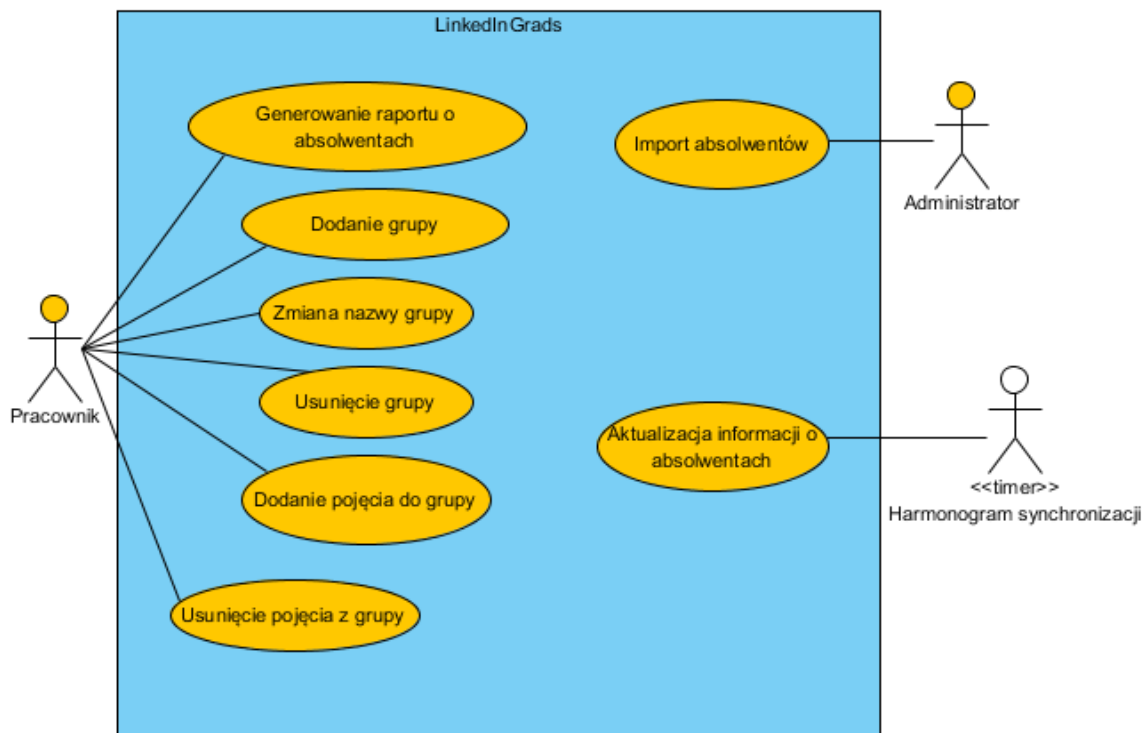 LinkedInGrads
Generowanie raportu o
absolwentach
Import absolwentów
Administrator
Dodanie grupy
Zmiana nazwy grupy
Pracownik
Usunięcie grupy
Aktualizacja informacji o
absolwentach
<<timer>>
Harmonogram synchronizacji
Dodanie pojęcia do grupy
Usunięcie pojęcia z grupy